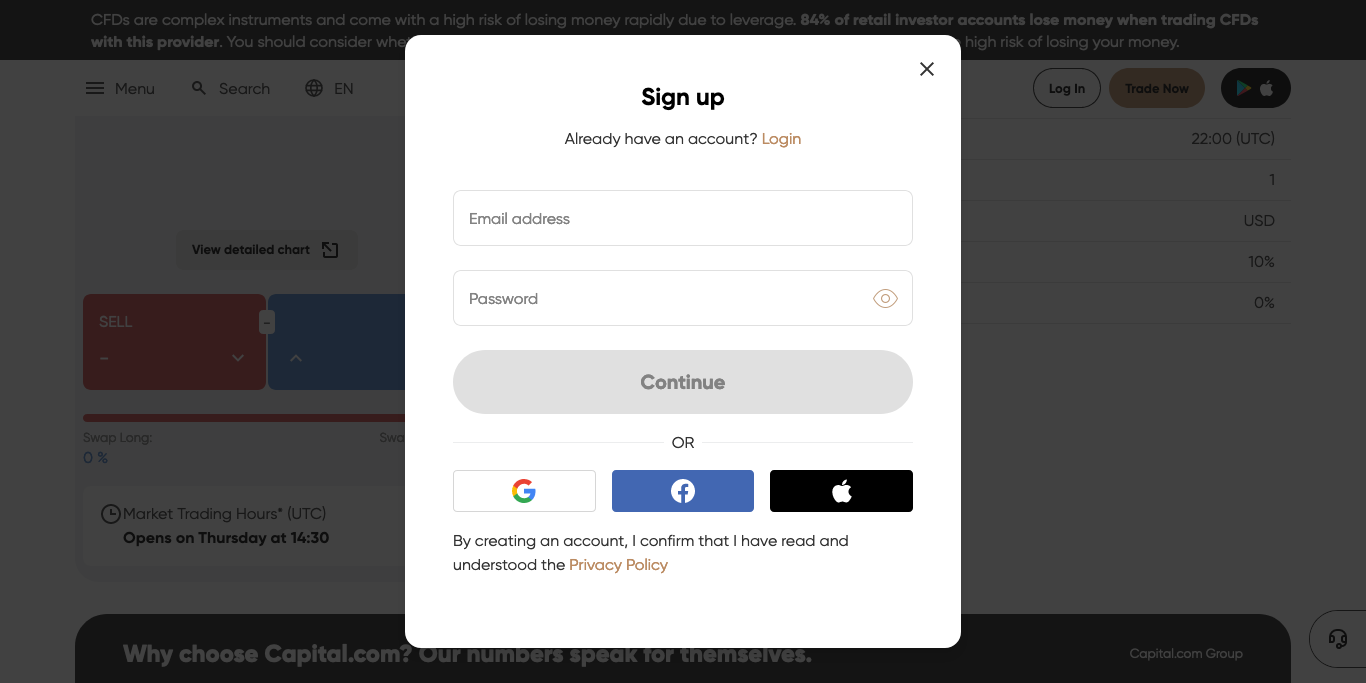 CFDs are complex instruments and come with a high risk of losing money rapidly due to leverage. 84% of retail investor accounts lose money when trading CFDs
with this provider. You should consider
high risk of losing your money.
Menu
Search
EN
Log In
Trade Now
Sign up
Already have an account? Login
Email address
Password
Continue
OR
By creating an account, I confirm that I have read and
understood the Privacy Policy
22:00 (UTC)
1
USD
10%
0%
View detailed chart
SELL
-
-
Swap Long:
0 %
Market Trading Hours* (UTC)
Opens on Thursday at 14:30
Why choose Capital.com? Our numbers speak for themselves.
Capital.com Group